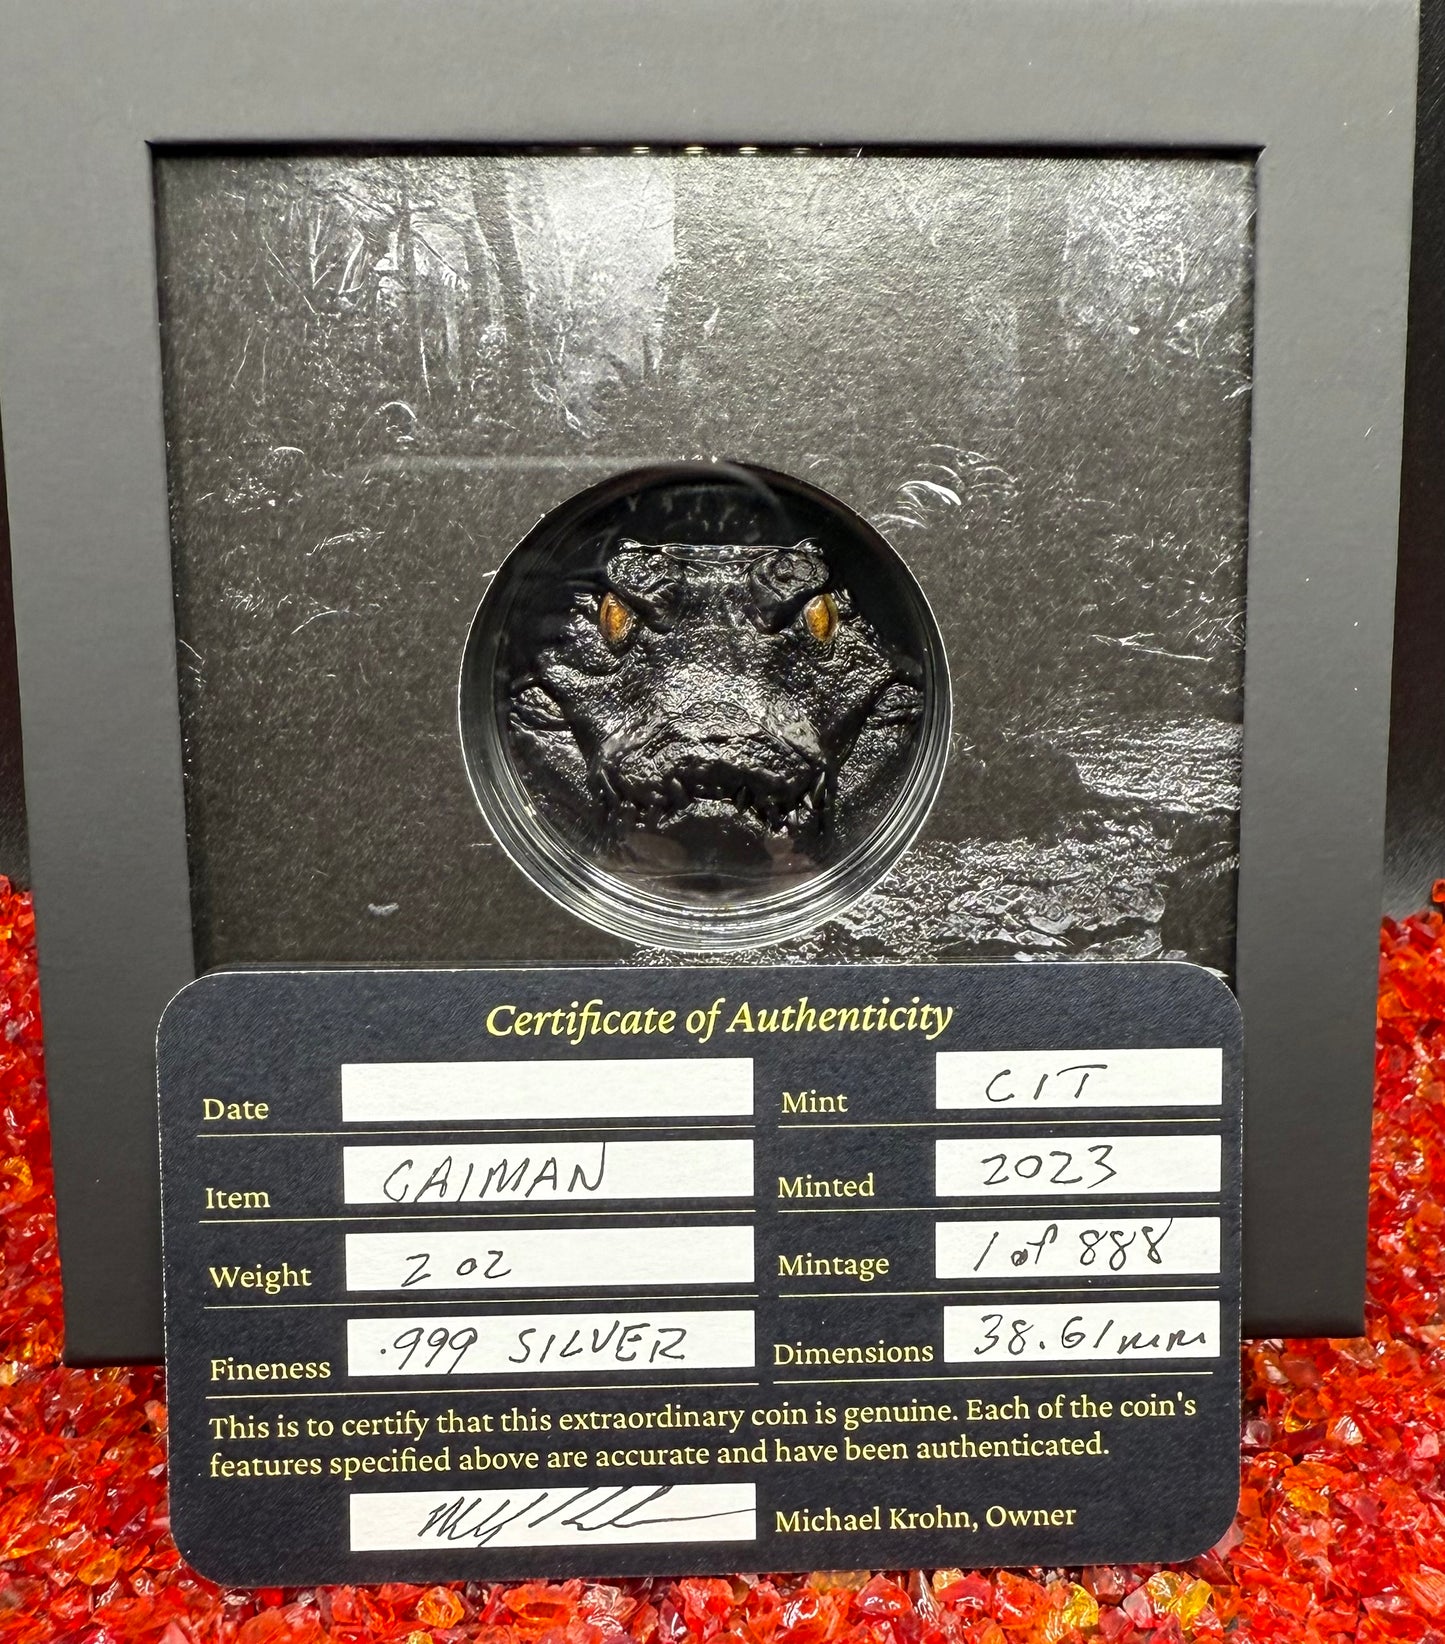 Certificate of Authenticity
Date
Mint CIT
Item CAIMAN
Minted 2023
Weight 2 oz
Mintage 1 of 888
Fineness .999 SILVER
Dimensions 38.61mm
This is to certify that this extraordinary coin is genuine. Each of the coin's
features specified above are accurate and have been authenticated.
Michael Krohn, Owner